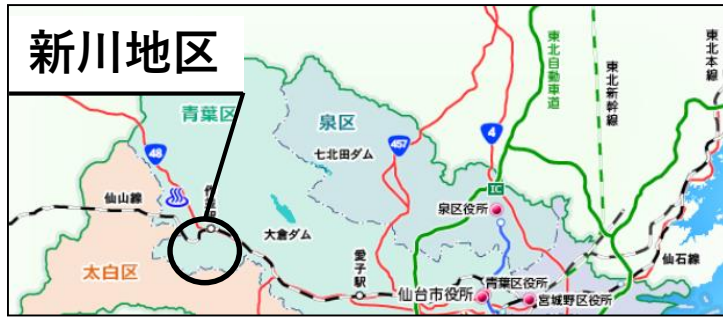 新川地区
青葉区
泉区
七北田ダム
457
4
48
東北自動車道
東北新幹線
東北本線
IC
泉区役所
仙山線
大倉ダム
太白区
愛子駅
仙台市役所
青葉区役所
宮城野区役所
仙石線